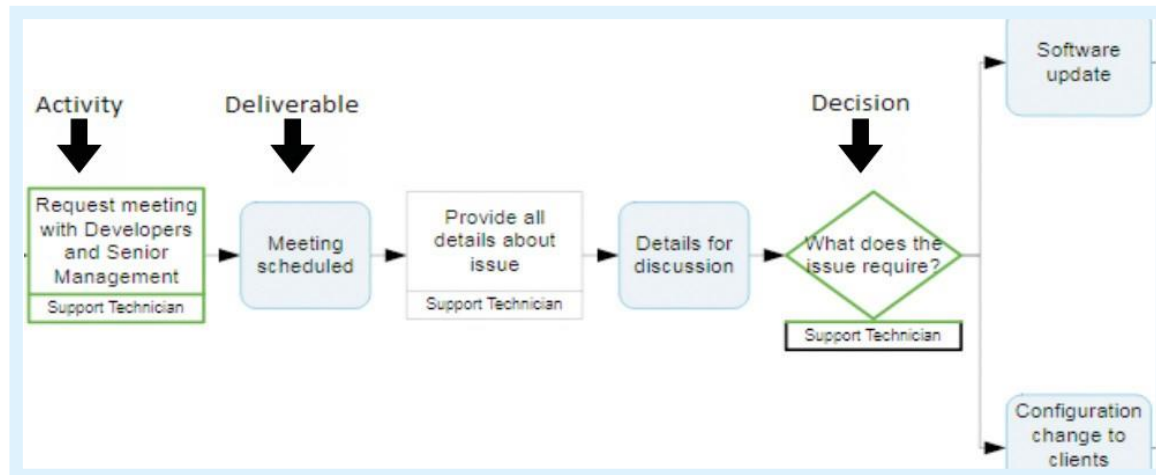 Activity
Deliverable
Decision
Request meeting
with Developers
and Senior
Management
Support Technician
Meeting
scheduled
Provide all
details about
issue
Support Technician
Details for
discussion
What does the
issue require?
Support Technician
Software
update
Configuration
change to
clients